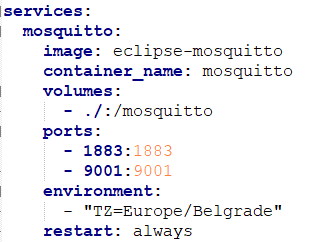 services:
  mosquitto:
    image: eclipse-mosquitto
    container_name: mosquitto
    volumes:
      - ./:/mosquitto
    ports:
      - 1883:1883
      - 9001:9001
    environment:
      - "TZ=Europe/Belgrade"
    restart: always